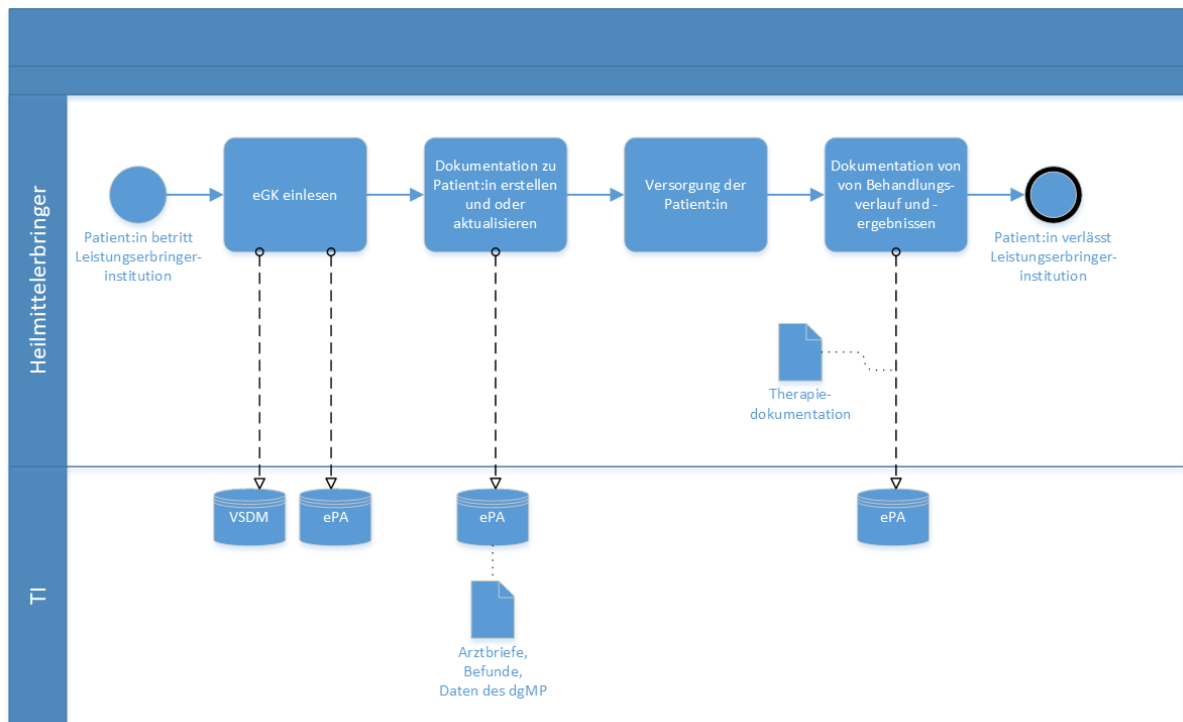 Heilmittelerbringer
Patient:in betritt
Leistungserbringer-
institution
eGK einlesen
Dokumentation zu
Patient:in erstellen
und oder
aktualisieren
Versorgung der
Patient:in
Dokumentation von
von Behandlungs-
verlauf und -
ergebnissen
Patient:in verlässt
Leistungserbringer-
institution
Therapie-
dokumentation
TI
VSDM
ePA
ePA
ePA
Arztbriefe,
Befunde,
Daten des dgMP